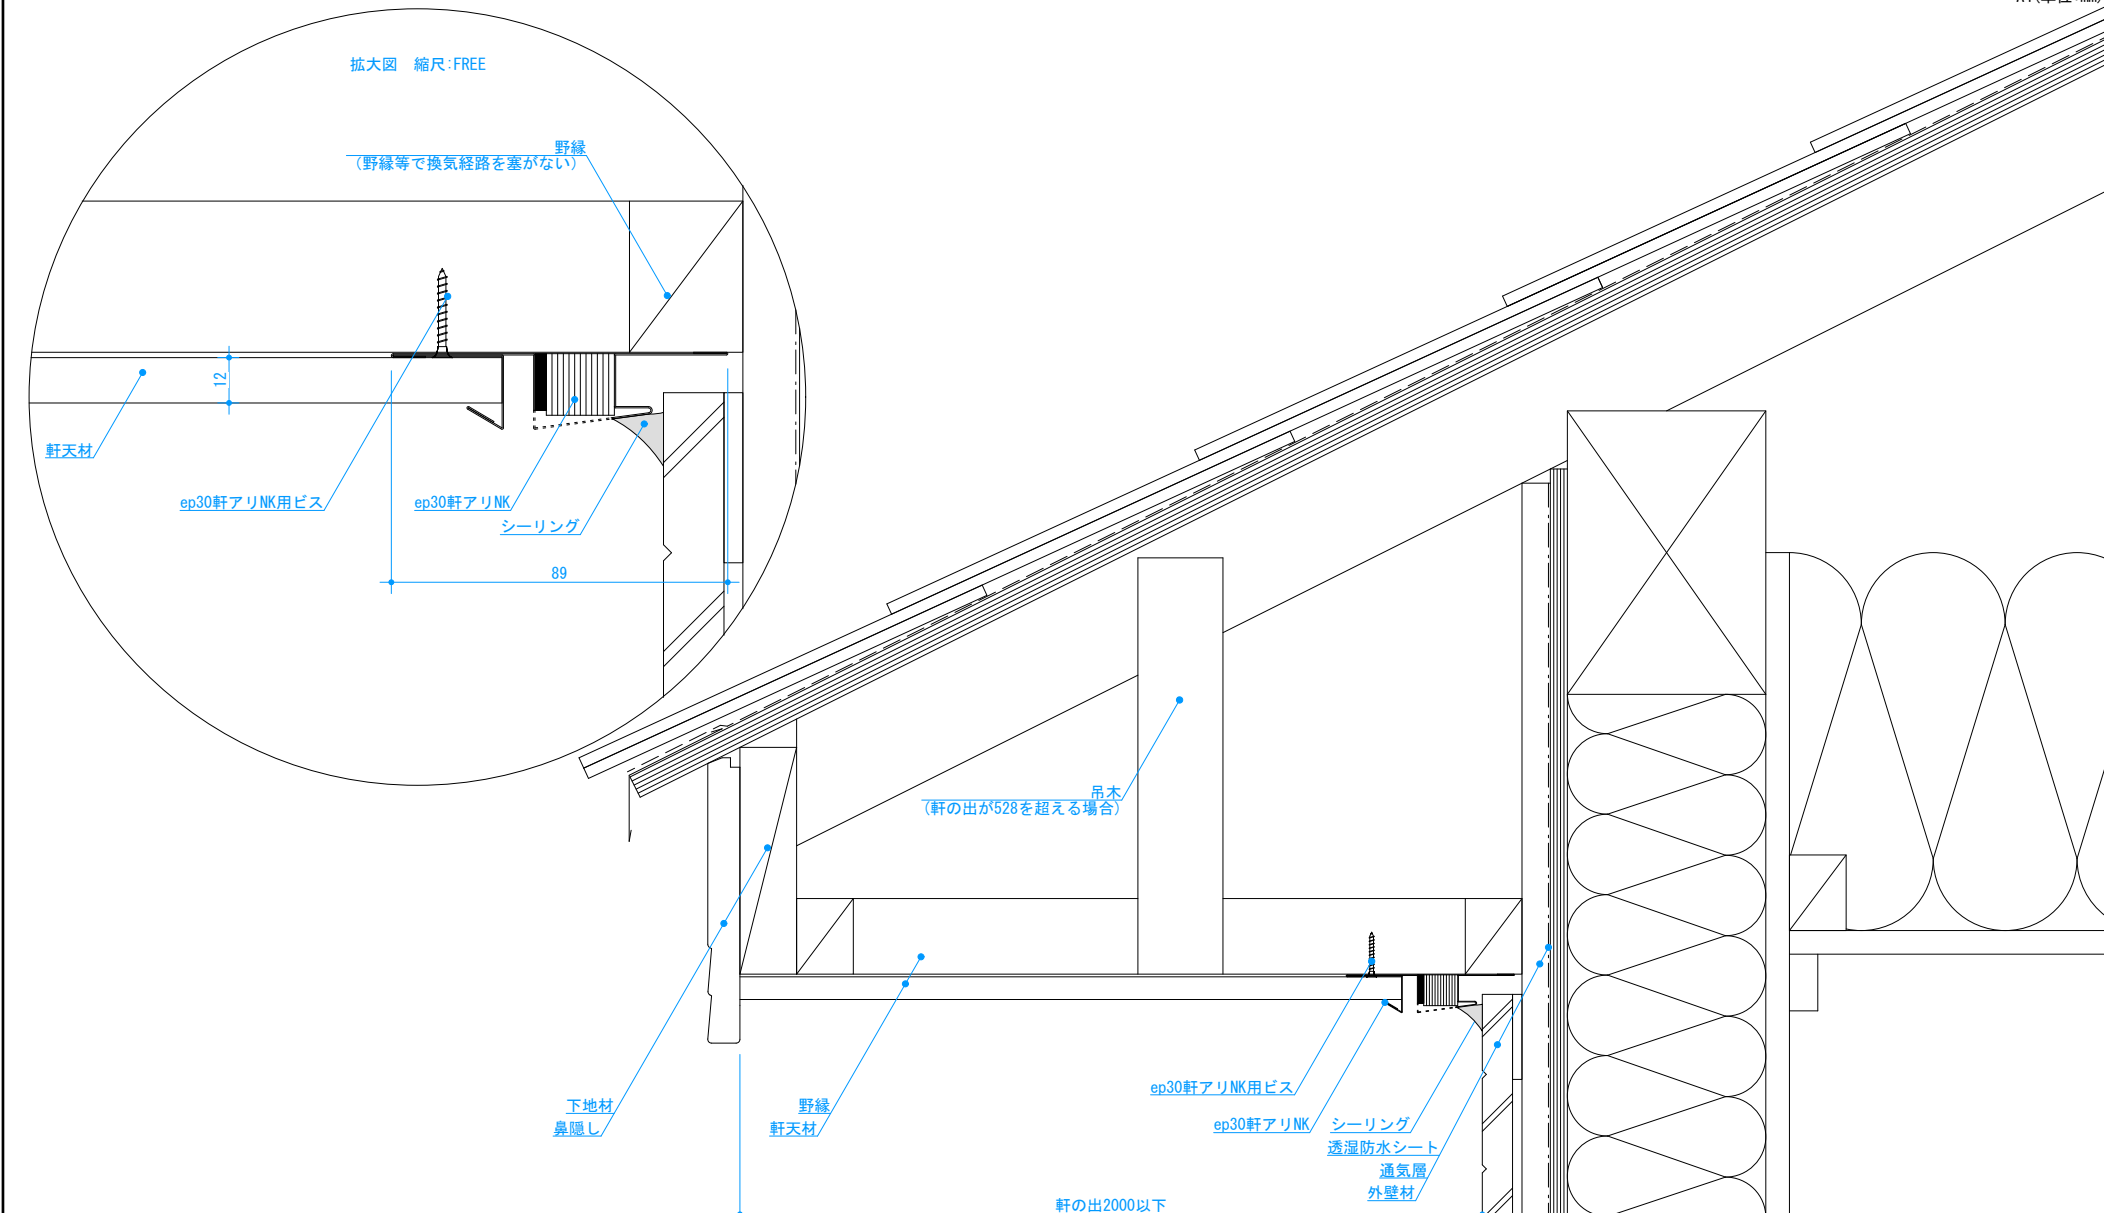 拡大図 縮尺:FREE
野縁
(野縁等で換気経路を塞がない)
12
軒天材
ep30軒アリNK用ビス
ep30軒アリNK
シーリング
89
吊木
(軒の出が528を超える場合)
下地材
鼻隠し
野縁
軒天材
ep30軒アリNK用ビス
ep30軒アリNK
シーリング
透湿防水シート
通気層
外壁材
軒の出2000以下